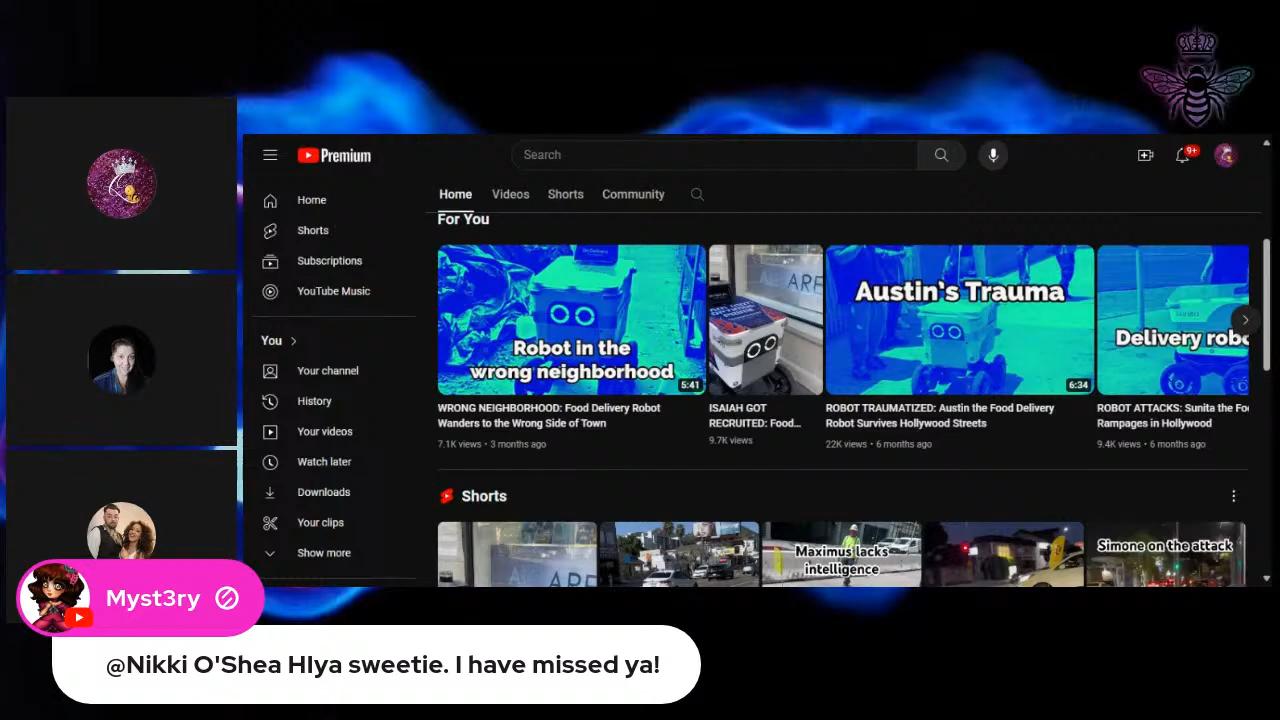 Premium
Search
9+
Home
Shorts
Subscriptions
YouTube Music
You
Your channel
History
Your videos
Watch later
Downloads
Your clips
Show more
Home Videos Shorts Community
For You
Robot in the
wrong neighborhood
5:41
WRONG NEIGHBORHOOD: Food Delivery Robot
Wanders to the Wrong Side of Town
7.1K views • 3 months ago
ARE
ISAIAH GOT
RECRUITED: Food...
9.7K views
Austin's Trauma
6:34
ROBOT TRAUMATIZED: Austin the Food Delivery
Robot Survives Hollywood Streets
22K views • 6 months ago
Delivery robo
ROBOT ATTACKS: Sunita the Foo
Rampages in Hollywood
9.4K views • 6 months ago
Shorts
ARE
Maximus lacks
intelligence
Simone on the attack
Myst3ry
@Nikki O'Shea HIya sweetie. I have missed ya!